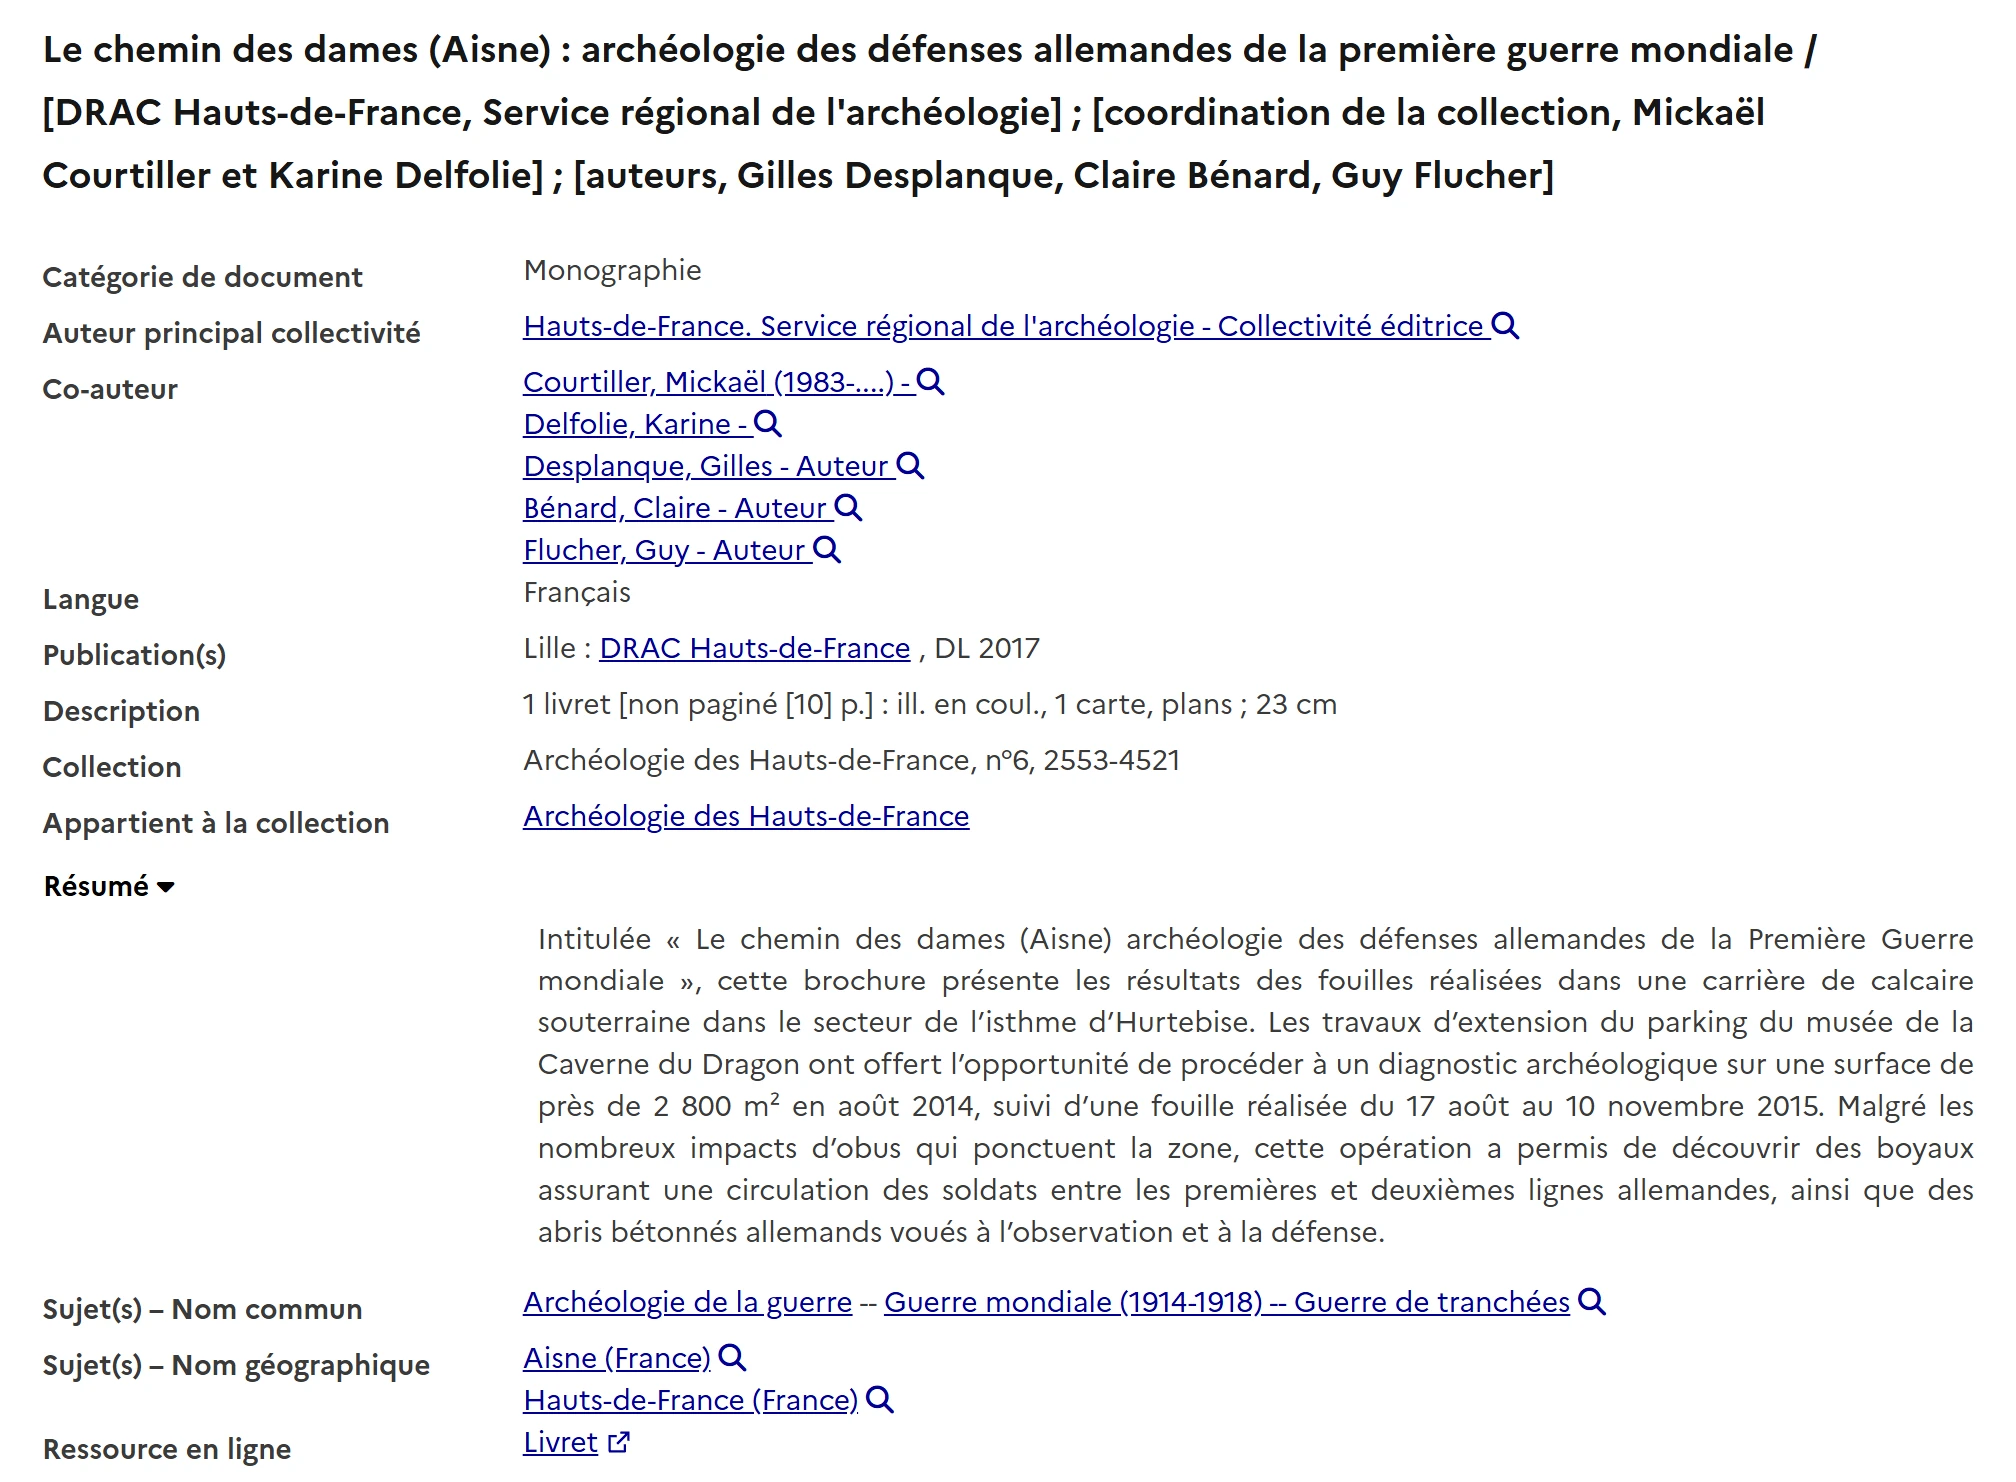 Le chemin des dames (Aisne) : archéologie des défenses allemandes de la première guerre mondiale /
[DRAC Hauts-de-France, Service régional de l'archéologie] ; [coordination de la collection, Mickaël
Courtiller et Karine Delfolie] ; [auteurs, Gilles Desplanque, Claire Bénard, Guy Flucher]
Catégorie de document Monographie
Auteur principal collectivité Hauts-de-France. Service régional de l'archéologie - Collectivité éditrice
Co-auteur Courtiller, Mickaël (1983-....) -
Delfolie, Karine -
Desplanque, Gilles - Auteur
Bénard, Claire - Auteur
Flucher, Guy - Auteur
Langue Français
Publication(s) Lille : DRAC Hauts-de-France , DL 2017
Description 1 livret [non paginé [10] p.] : ill. en coul., 1 carte, plans ; 23 cm
Collection Archéologie des Hauts-de-France, n°6, 2553-4521
Appartient à la collection Archéologie des Hauts-de-France
Résumé
Intitulée « Le chemin des dames (Aisne) archéologie des défenses allemandes de la Première Guerre
mondiale », cette brochure présente les résultats des fouilles réalisées dans une carrière de calcaire
souterraine dans le secteur de l’isthme d’Hurtebise. Les travaux d’extension du parking du musée de la
Caverne du Dragon ont offert l’opportunité de procéder à un diagnostic archéologique sur une surface de
près de 2 800 m² en août 2014, suivi d’une fouille réalisée du 17 août au 10 novembre 2015. Malgré les
nombreux impacts d’obus qui ponctuent la zone, cette opération a permis de découvrir des boyaux
assurant une circulation des soldats entre les premières et deuxièmes lignes allemandes, ainsi que des
abris bétonnés allemands voués à l’observation et à la défense.
Sujet(s) – Nom commun Archéologie de la guerre -- Guerre mondiale (1914-1918) -- Guerre de tranchées
Sujet(s) – Nom géographique Aisne (France)
Hauts-de-France (France)
Ressource en ligne Livret